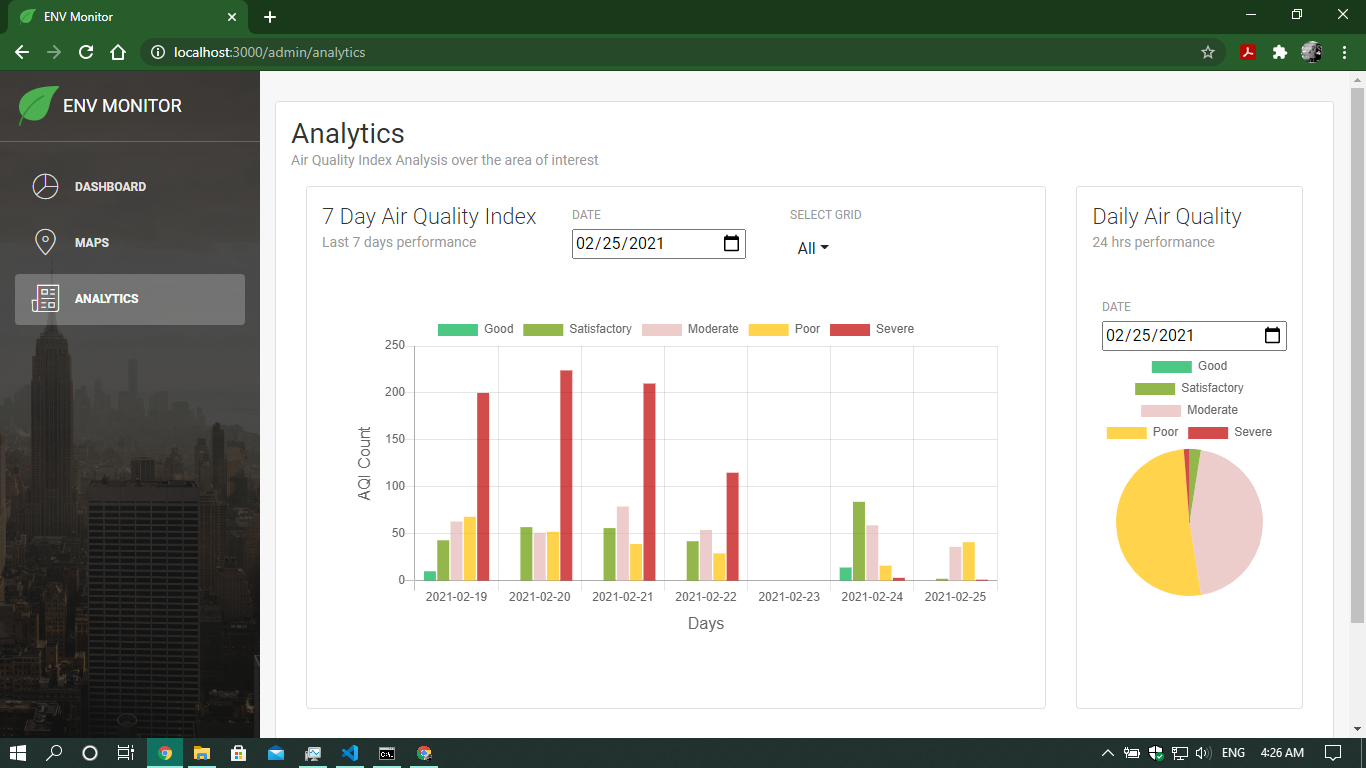 ENV Monitor
localhost:3000/admin/analytics
ENV MONITOR
DASHBOARD
MAPS
ANALYTICS
Analytics
Air Quality Index Analysis over the area of interest
7 Day Air Quality Index
Last 7 days performance
DATE
02/25/2021
SELECT GRID
All
Good Satisfactory Moderate Poor Severe
250
200
150
100
50
0
AQI Count
2021-02-19 2021-02-20 2021-02-21 2021-02-22 2021-02-23 2021-02-24 2021-02-25
Days
Daily Air Quality
24 hrs performance
DATE
02/25/2021
Good
Satisfactory
Moderate
Poor Severe
ENG 4:26 AM